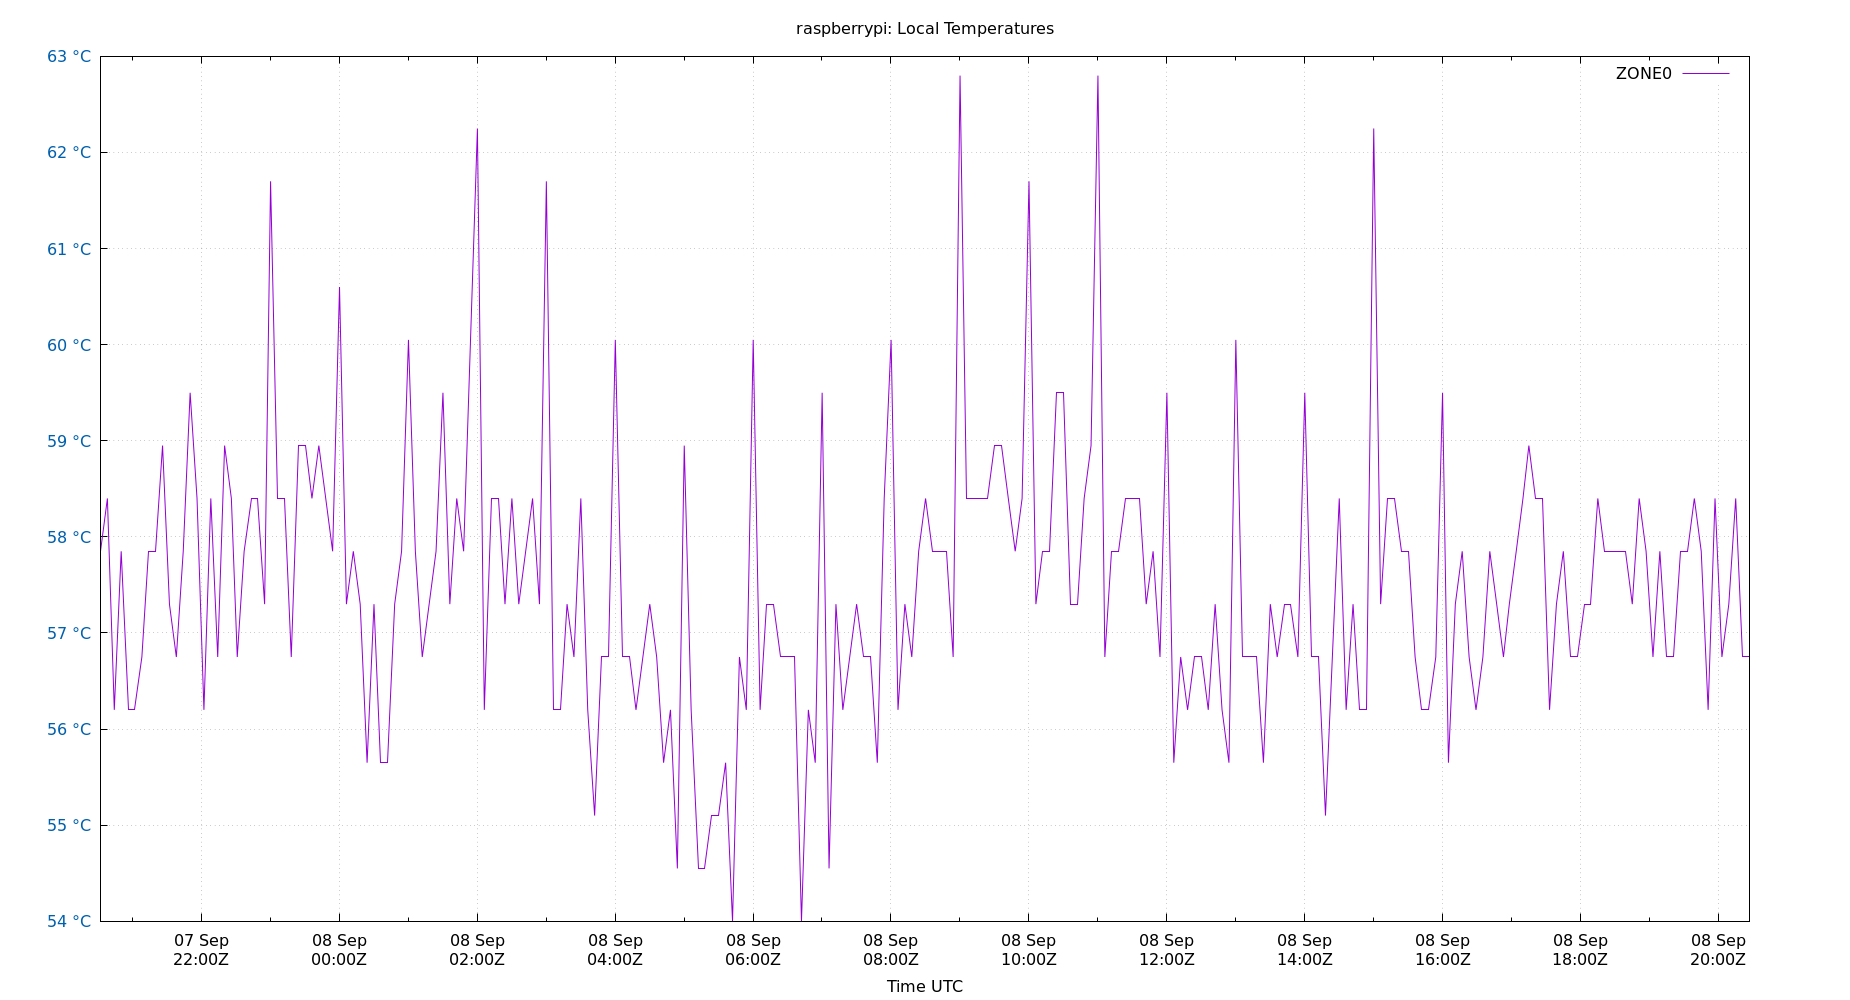 raspberrypi: Local Temperatures
63 °C
ZONE0
62 °C
61 °C
60 °C
59 °C
58 °C
57 °C
56 °C
55 °C
54 °C
07 Sep 08 Sep 08 Sep 08 Sep 08 Sep 08 Sep 08 Sep 08 Sep 08 Sep 08 Sep 08 Sep 08 Sep
22:00Z 00:00Z 02:00Z 04:00Z 06:00Z 08:00Z 10:00Z 12:00Z 14:00Z 16:00Z 18:00Z 20:00Z
Time UTC